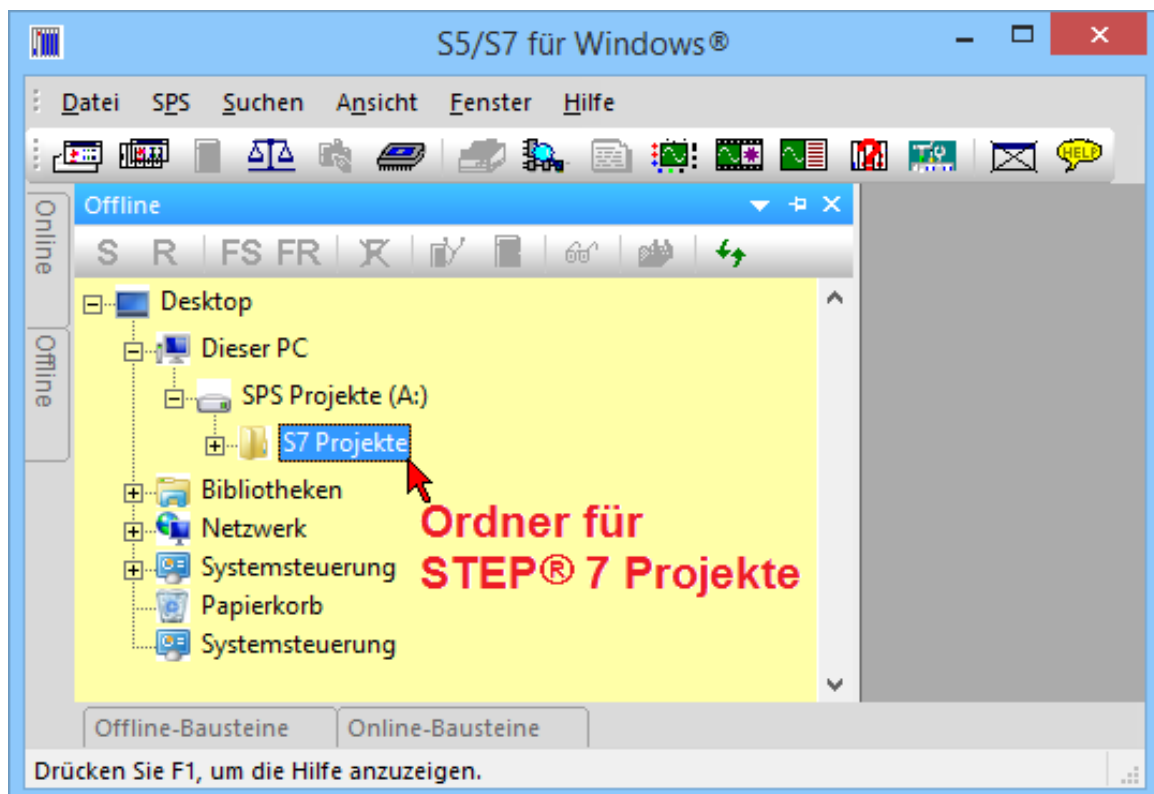 S5/S7 für Windows®
Datei SPS Suchen Ansicht Fenster Hilfe
HELP
Online
Offline
Offline
S R FS FR
Desktop
Dieser PC
SPS Projekte (A:)
S7 Projekte
Bibliotheken
Netzwerk
Ordner für
STEP® 7 Projekte
Systemsteuerung
Papierkorb
Systemsteuerung
Offline-Bausteine Online-Bausteine
Drücken Sie F1, um die Hilfe anzuzeigen.